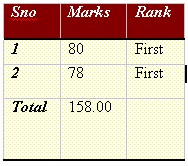 Sno Marks Rank
1 80 First
2 78 First
Total 158.00